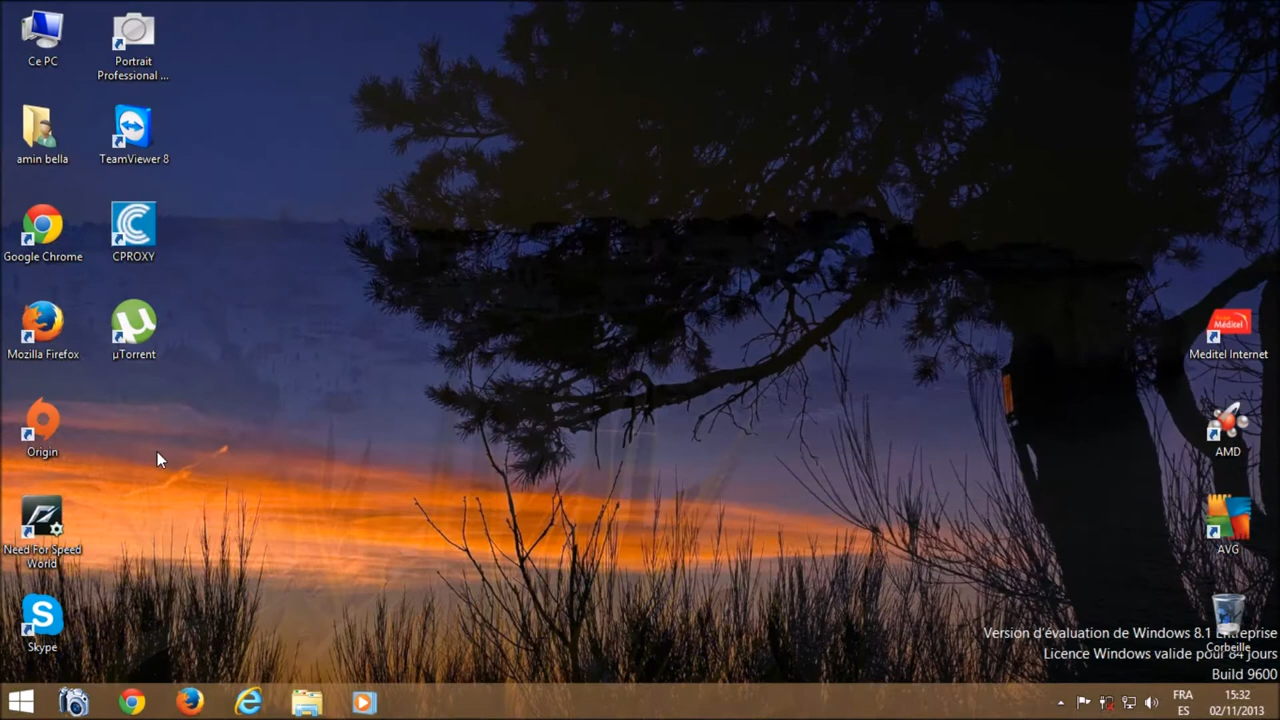 Ce PC
Portrait
Professional ...
amin bella
TeamViewer 8
Google Chrome
CPROXY
Mozilla Firefox
µTorrent
Origin
Need For Speed
World
Skype
Méditel
Meditel Internet
AMD
AVG
Corbeille
Version d'évaluation de Windows 8.1 Entreprise
Licence Windows valide pour 84 jours
Build 9600
FRA
ES
15:32
02/11/2013